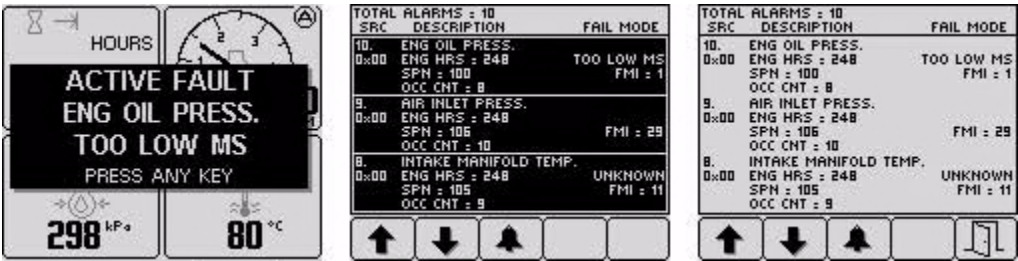 HOURS
2
3
ACTIVE FAULT
ENG OIL PRESS.
TOO LOW MS
PRESS ANY KEY
298 kPa
80 °C
TOTAL ALARMS : 10
SRC DESCRIPTION FAIL MODE
10. ENG OIL PRESS.
0x00 ENG HRS : 248 TOO LOW MS
SPN : 100 FMI : 1
OCC CNT : 8
9. AIR INLET PRESS.
0x00 ENG HRS : 248
SPN : 106 FMI : 29
OCC CNT : 10
8. INTAKE MANIFOLD TEMP.
0x00 ENG HRS : 248 UNKNOWN
SPN : 105 FMI : 11
OCC CNT : 9
TOTAL ALARMS : 10
SRC DESCRIPTION FAIL MODE
10. ENG OIL PRESS.
0x00 ENG HRS : 248 TOO LOW MS
SPN : 100 FMI : 1
OCC CNT : 8
9. AIR INLET PRESS.
0x00 ENG HRS : 248
SPN : 106 FMI : 29
OCC CNT : 10
8. INTAKE MANIFOLD TEMP.
0x00 ENG HRS : 248 UNKNOWN
SPN : 105 FMI : 11
OCC CNT : 9